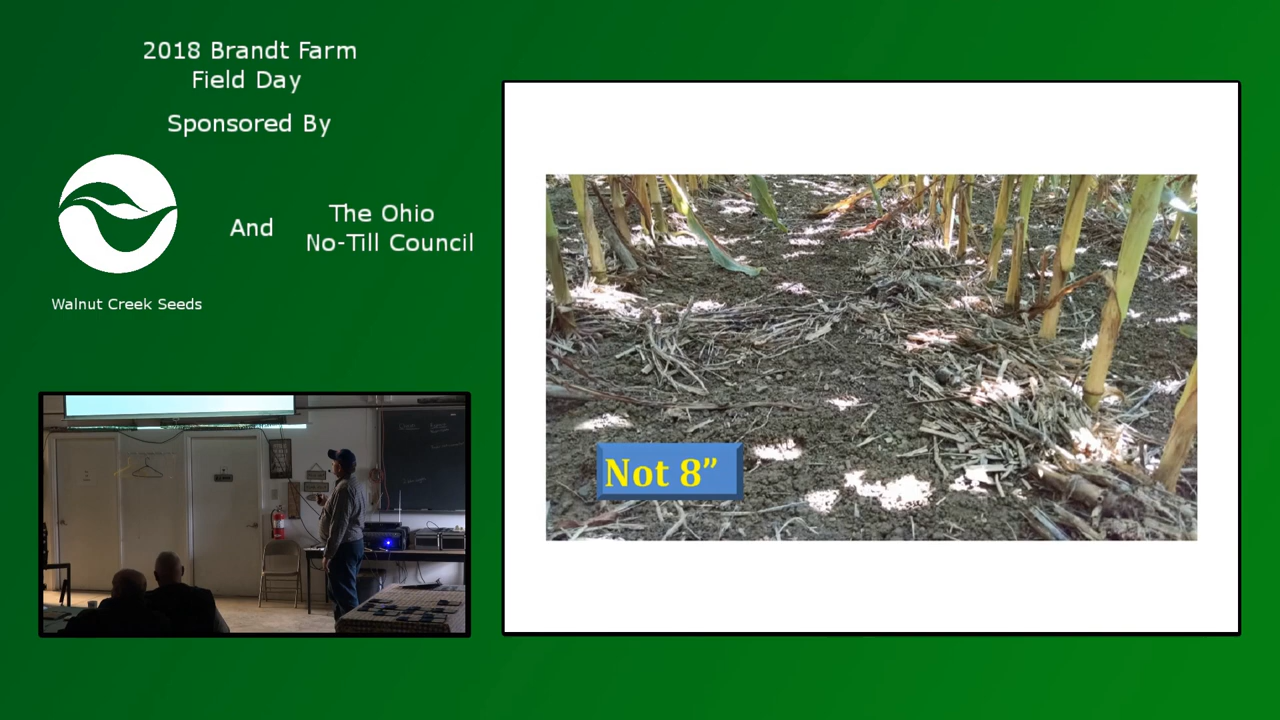 2018 Brandt Farm
Field Day
Sponsored By
And
The Ohio
No-Till Council
Walnut Creek Seeds
Not 8”